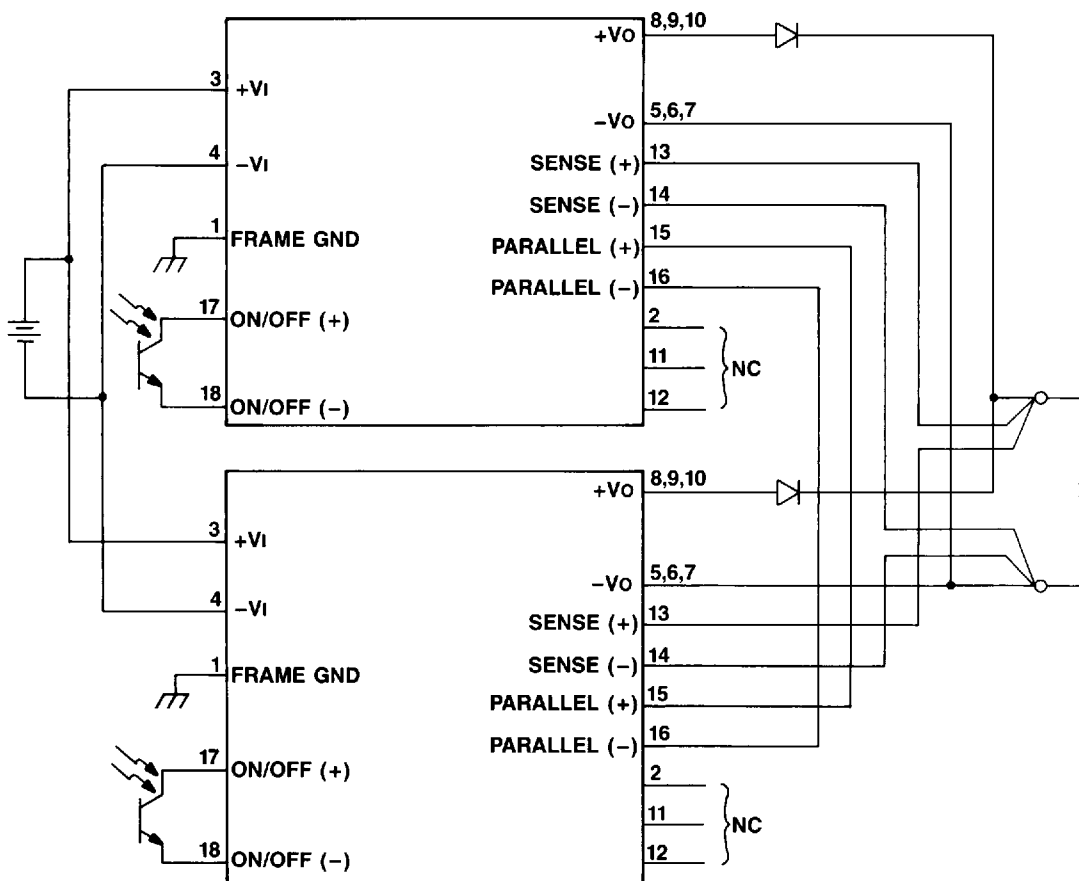 8,9,10
+VO
3
+VI
5,6,7
-VO
4
-VI
13
SENSE (+)
14
SENSE (-)
1
FRAME GND
15
PARALLEL (+)
16
PARALLEL (-)
17
ON/OFF (+)
2
11
NC
18
ON/OFF (-)
12
8,9,10
+VO
3
+VI
5,6,7
-VO
4
-VI
13
SENSE (+)
14
SENSE (-)
1
FRAME GND
15
PARALLEL (+)
16
PARALLEL (-)
17
ON/OFF (+)
2
11
NC
18
ON/OFF (-)
12